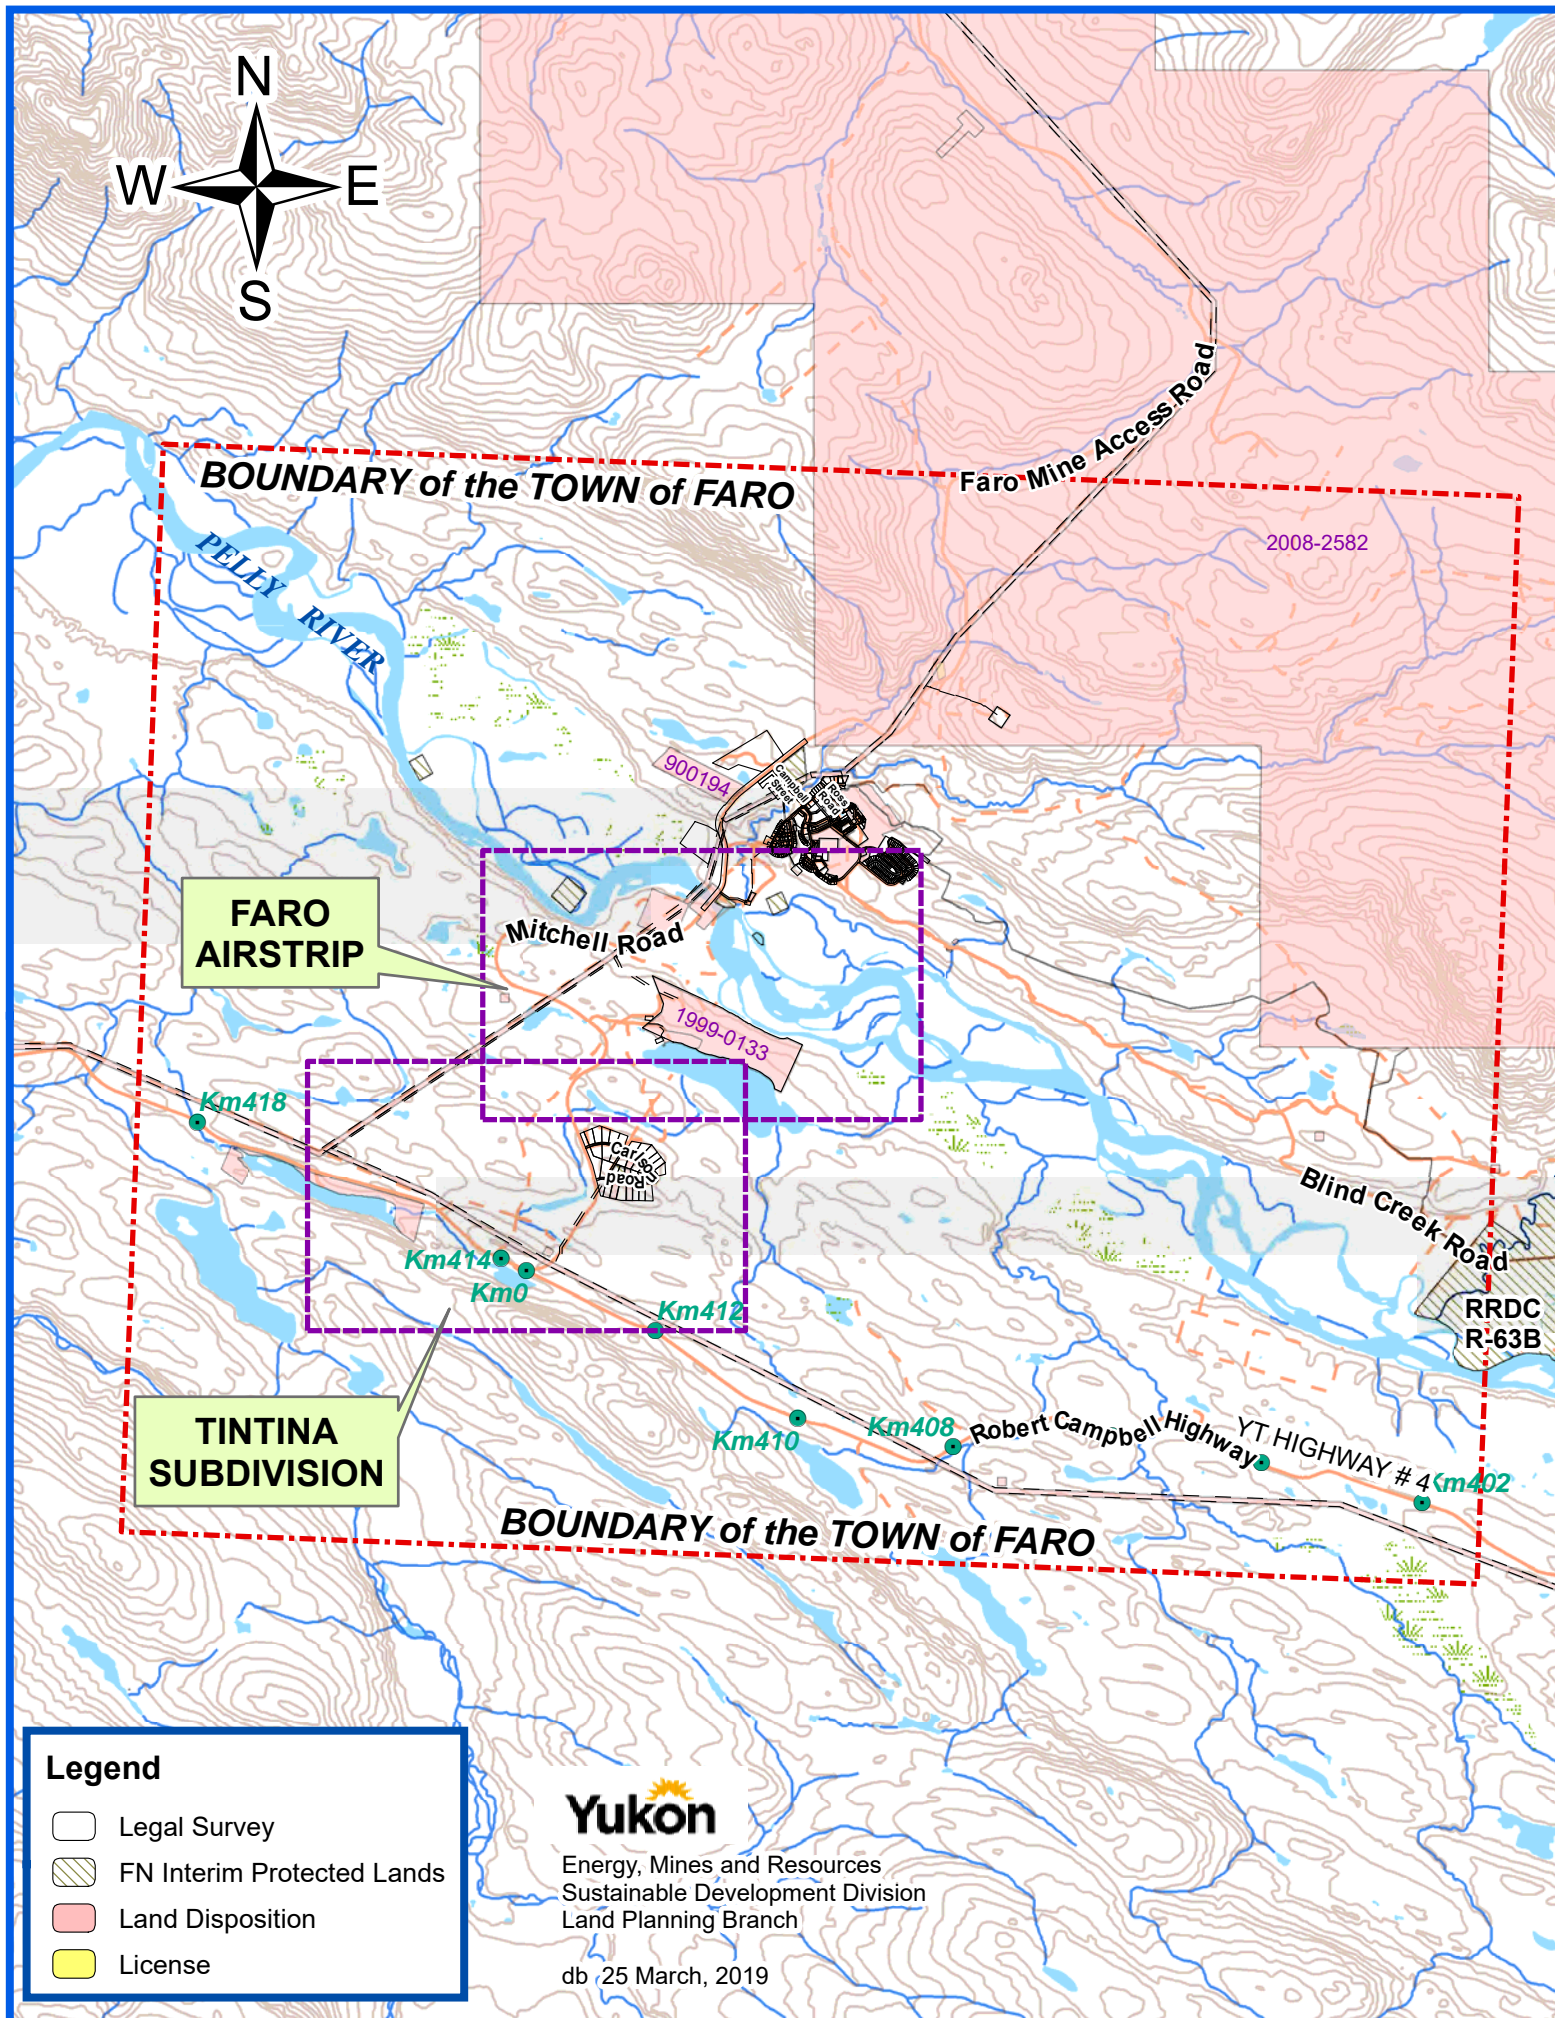 N
W E
S
BOUNDARY of the TOWN of FARO
Faro Mine Access Road
2008-2582
PELLY RIVER
900194
Campbell
Street
Ross
Road
FARO
AIRSTRIP
Mitchell Road
1999-0133
Km418
Carlson
Road
Blind Creek Road
Km414
Km0
Km412
RRDC
R-63B
TINTINA
SUBDIVISION
Km410
Km408
Robert Campbell Highway
YT HIGHWAY # 4
Km402
BOUNDARY of the TOWN of FARO
Legend
Legal Survey
FN Interim Protected Lands
Land Disposition
License
Yukon
Energy, Mines and Resources
Sustainable Development Division
Land Planning Branch
db 25 March, 2019